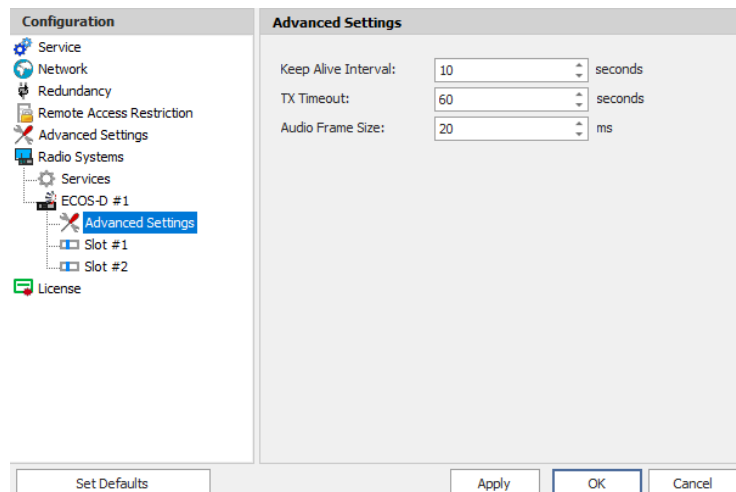 Configuration
Service
Network
Redundancy
Remote Access Restriction
Advanced Settings
Radio Systems
Services
ECOS-D #1
Advanced Settings
Slot #1
Slot #2
License
Advanced Settings
Keep Alive Interval: 10 seconds
TX Timeout: 60 seconds
Audio Frame Size: 20 ms
Set Defaults Apply OK Cancel